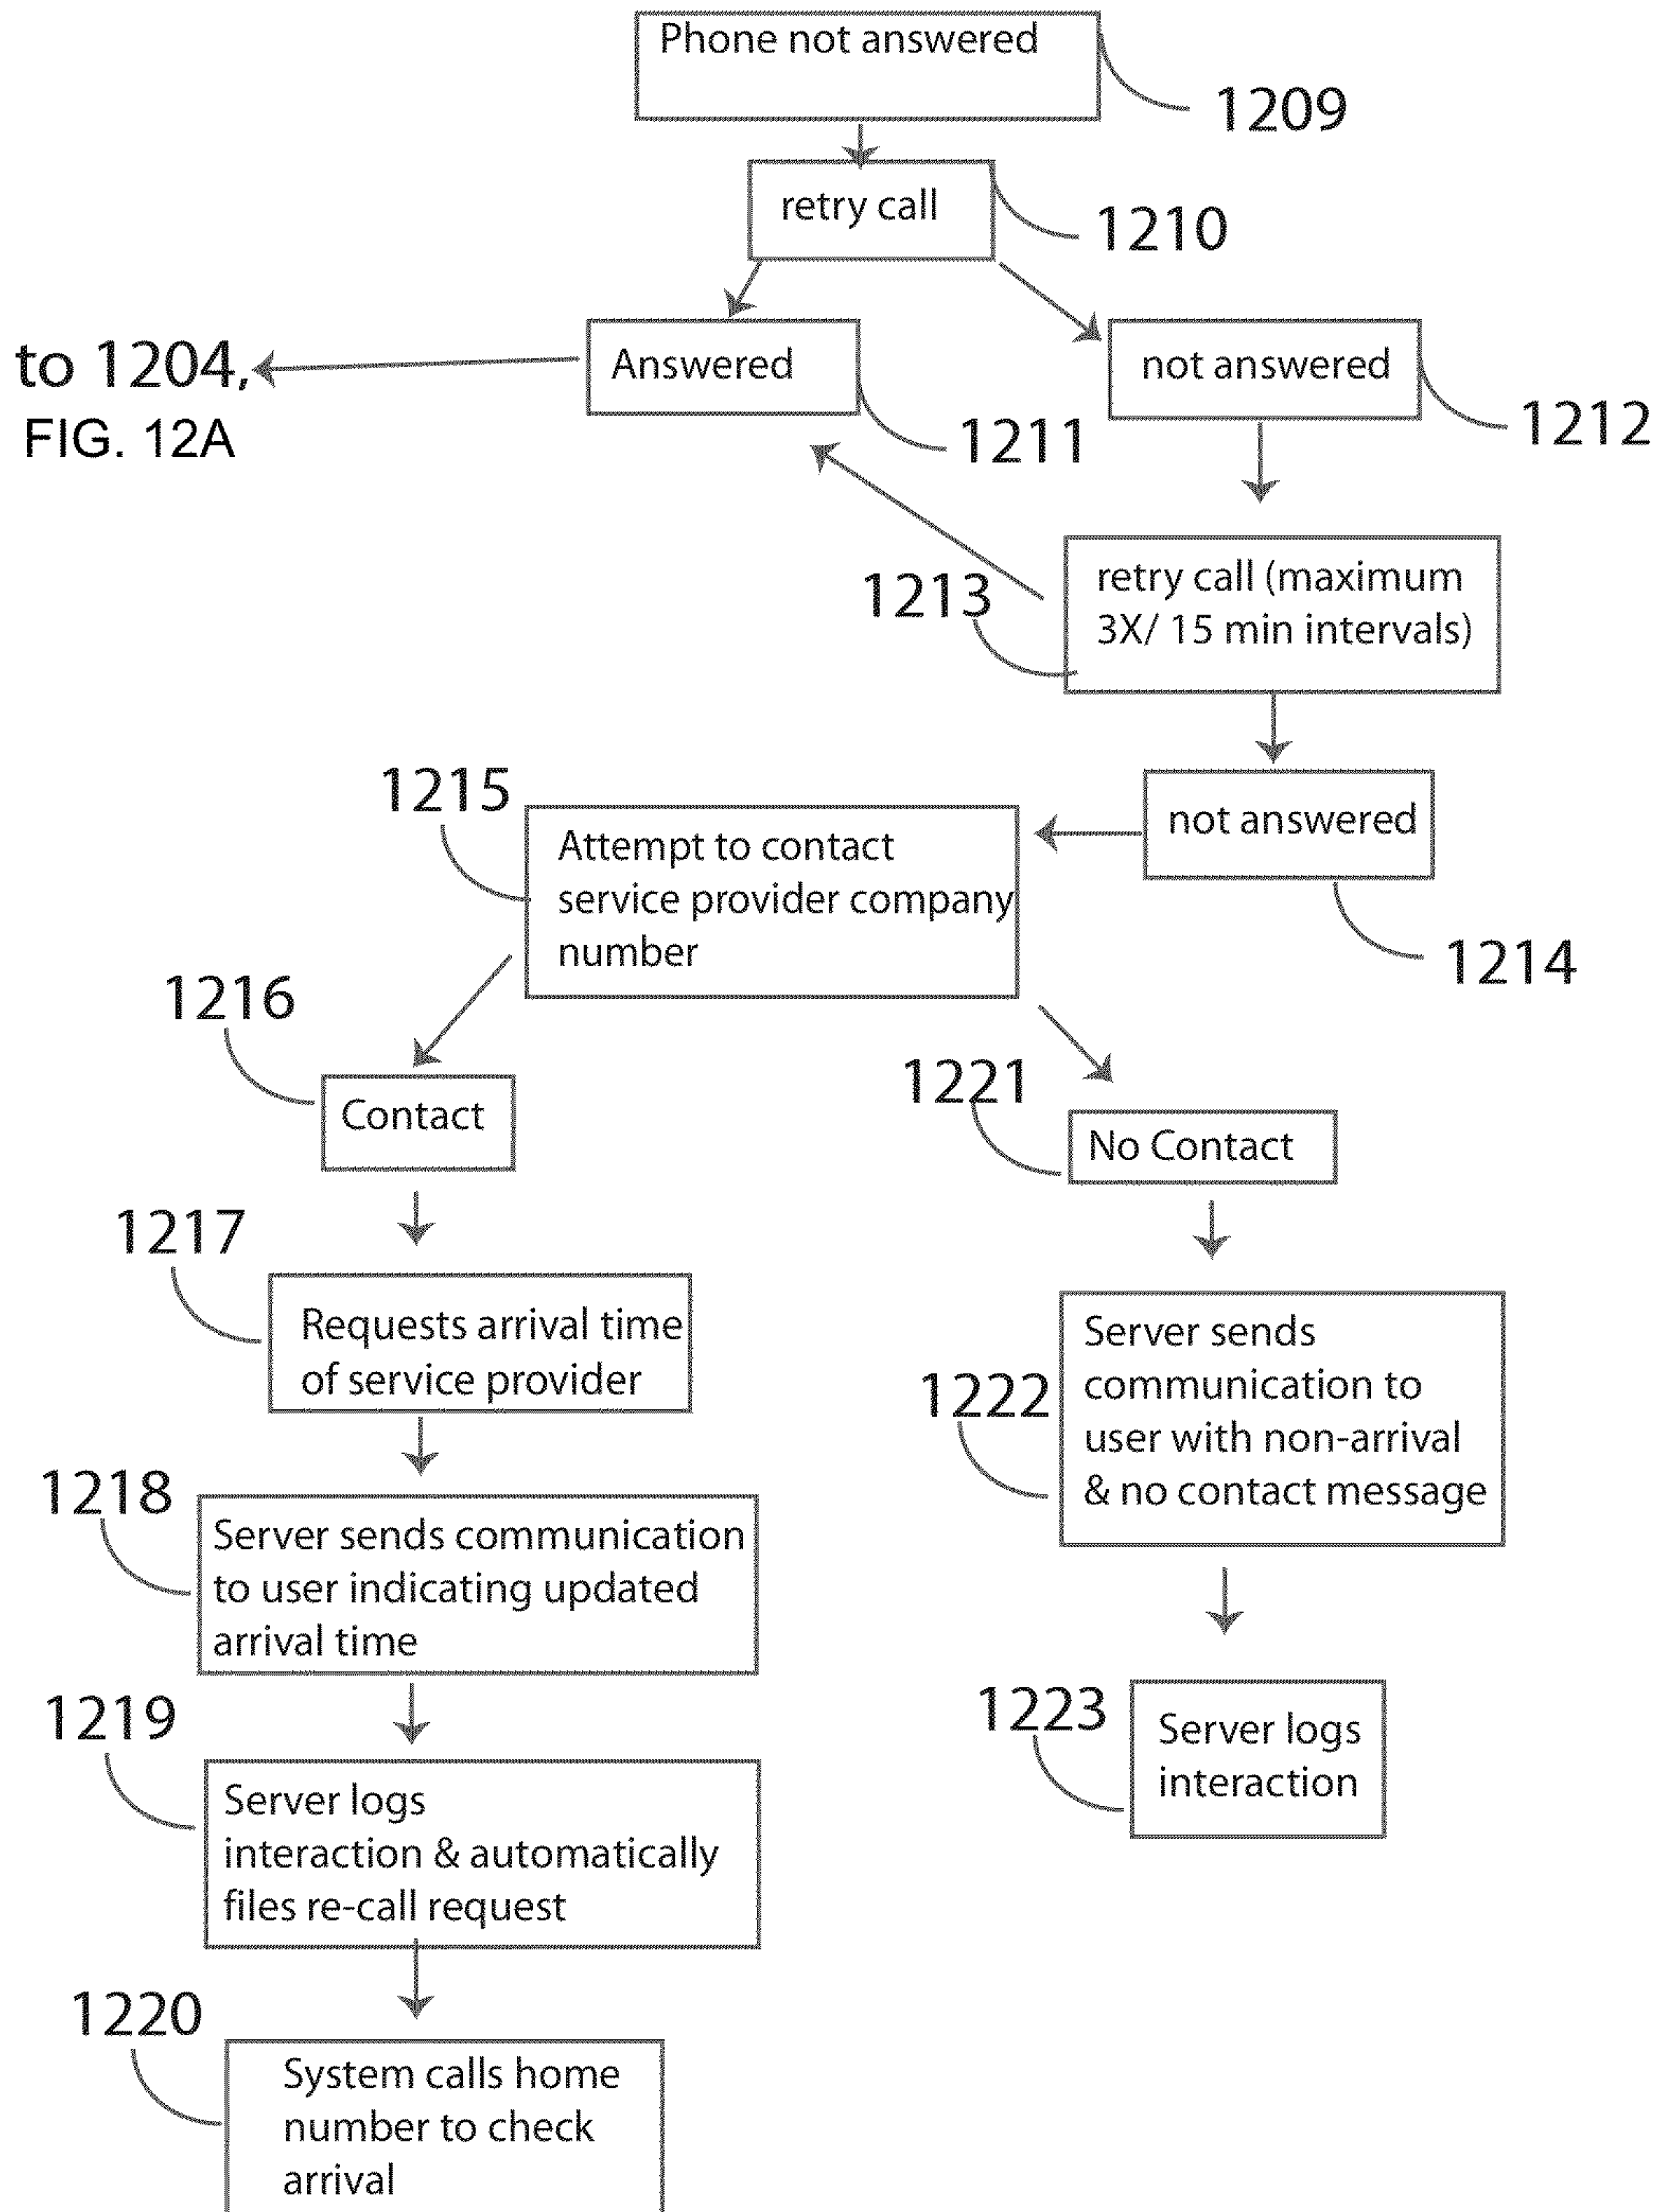 Phone not answered
1209
retry call
1210
to 1204,
FIG. 12A
Answered
1211
not answered
1212
1213
retry call (maximum
3X/ 15 min intervals)
not answered
1214
1215
Attempt to contact
service provider company
number
1216
Contact
1221
No Contact
1217
Requests arrival time
of service provider
1222
Server sends
communication to
user with non-arrival
& no contact message
1218
Server sends communication
to user indicating updated
arrival time
1219
Server logs
interaction & automatically
files re-call request
1223
Server logs
interaction
1220
System calls home
number to check
arrival